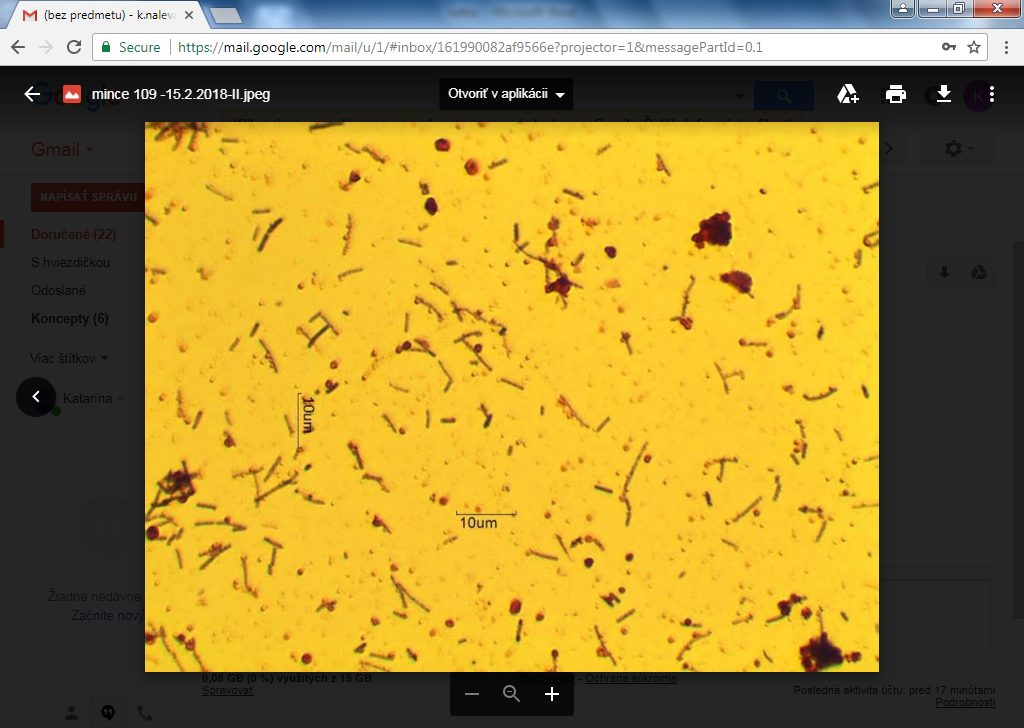 (bez predmetu) - k.naleva
Secure | https://mail.google.com/mail/u/1/#inbox/161990082af9566e?projector=1&messagePartId=0.1
mince 109 -15.2.2018-II.jpeg
Otvoriť v aplikácii
Gmail
NAPÍSAŤ SPRÁVU
Doručené (22)
S hviezdičkou
Odoslané
Koncepty (6)
Viac štítkov
Katarína
10um
10um
Žiadne nedávne
Začnite nový
0,08 GB (0 %) využitých z 15 GB
Spravovať
- Ochrana súkromia
Posledná aktivita účtu: pred 17 minútami
Podrobnosti